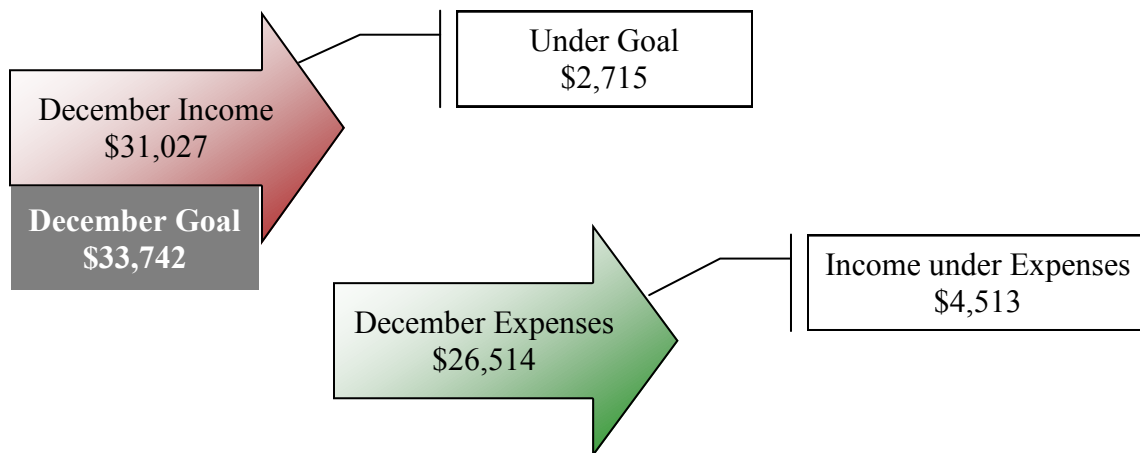 Under Goal
$2,715
December Income
$31,027
December Goal
$33,742
Income under Expenses
$4,513
December Expenses
$26,514